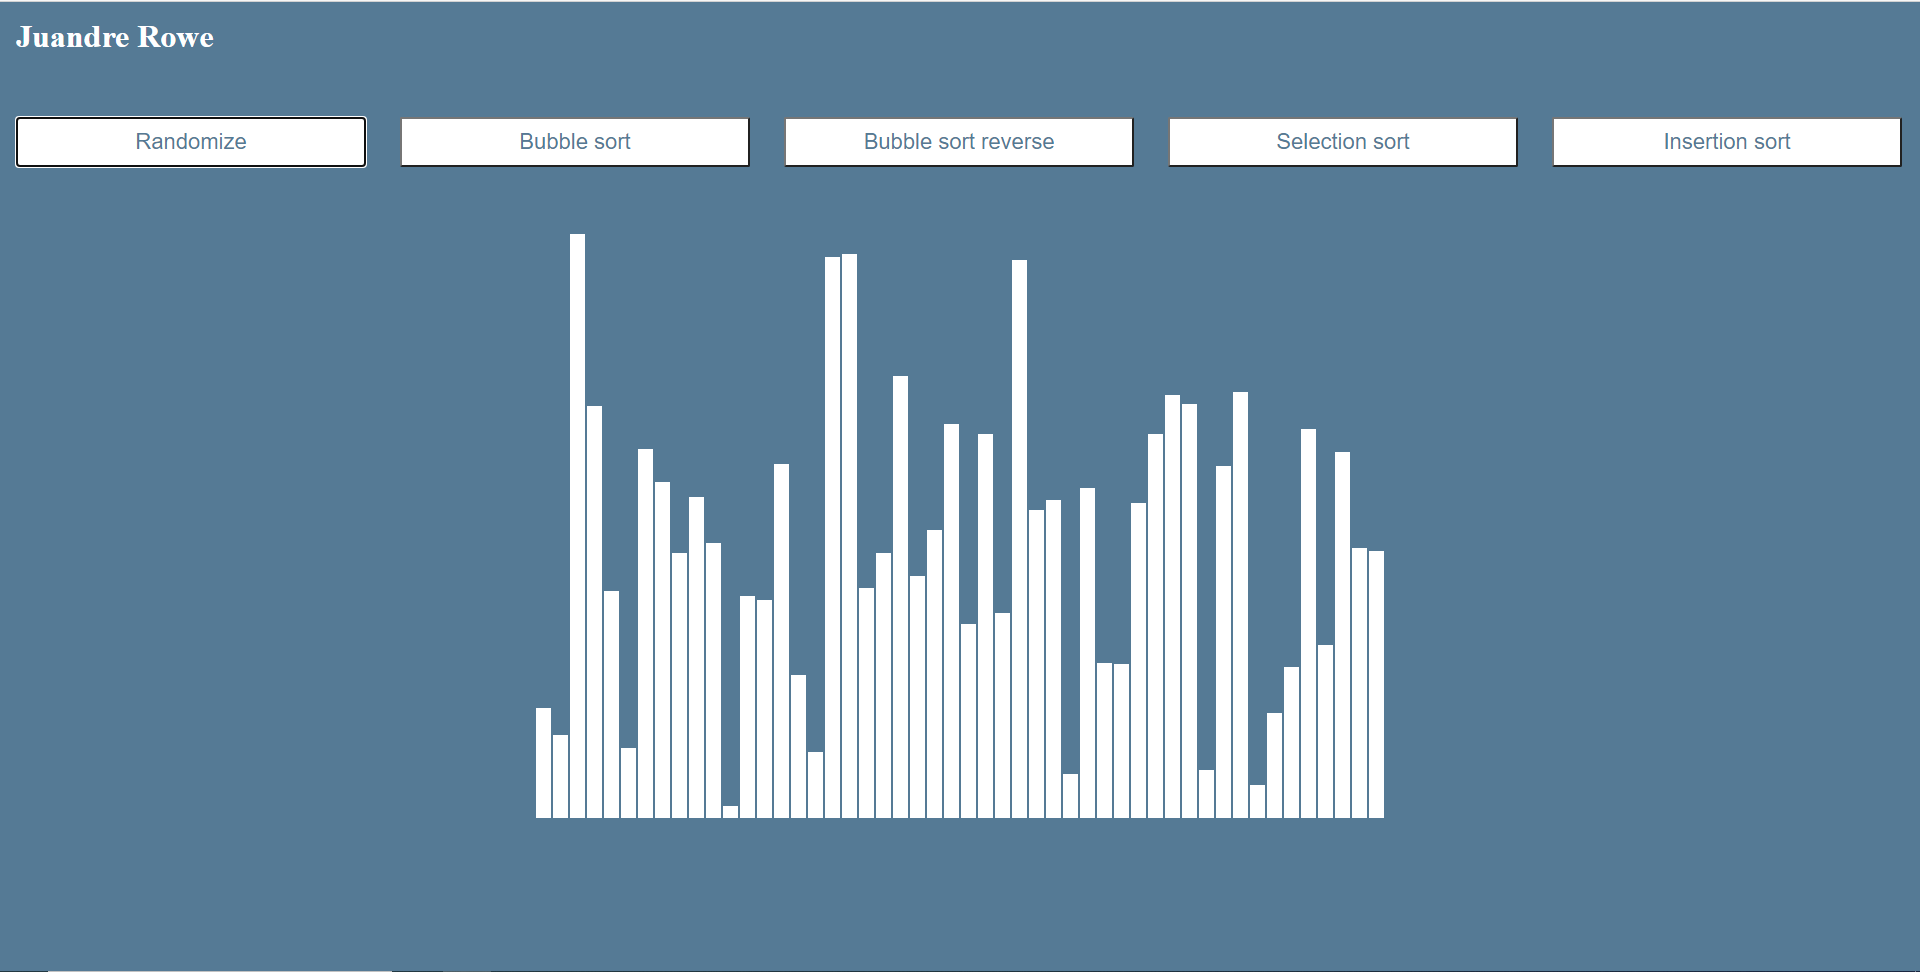 Juandre Rowe
Randomize
Bubble sort
Bubble sort reverse
Selection sort
Insertion sort